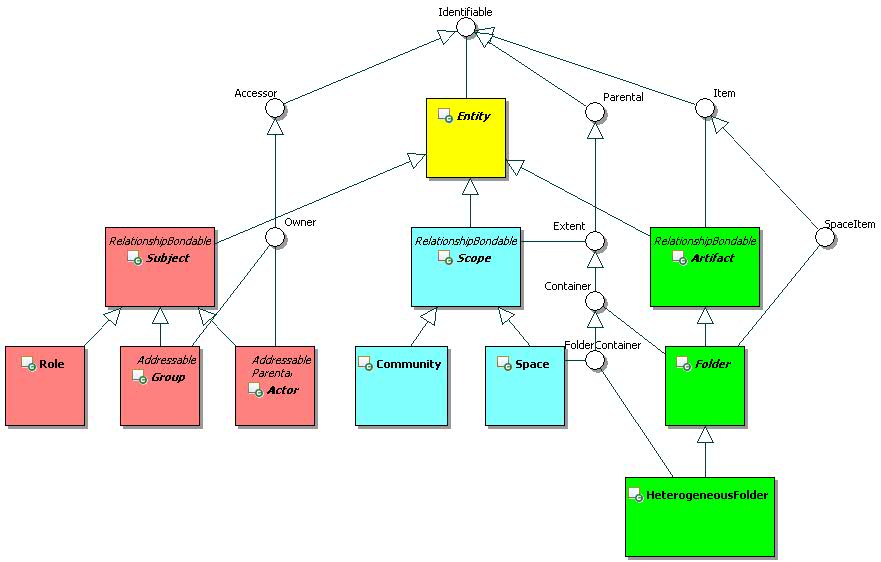 Identifiable
Accessor
Parental
Item
Entity
Owner
Extent
SpaceItem
RelationshipBondable
Subject
RelationshipBondable
Scope
RelationshipBondable
Artifact
Container
FolderContainer
Role
Addressable
Group
Addressable
Parental
Actor
Community
Space
Folder
HeterogeneousFolder